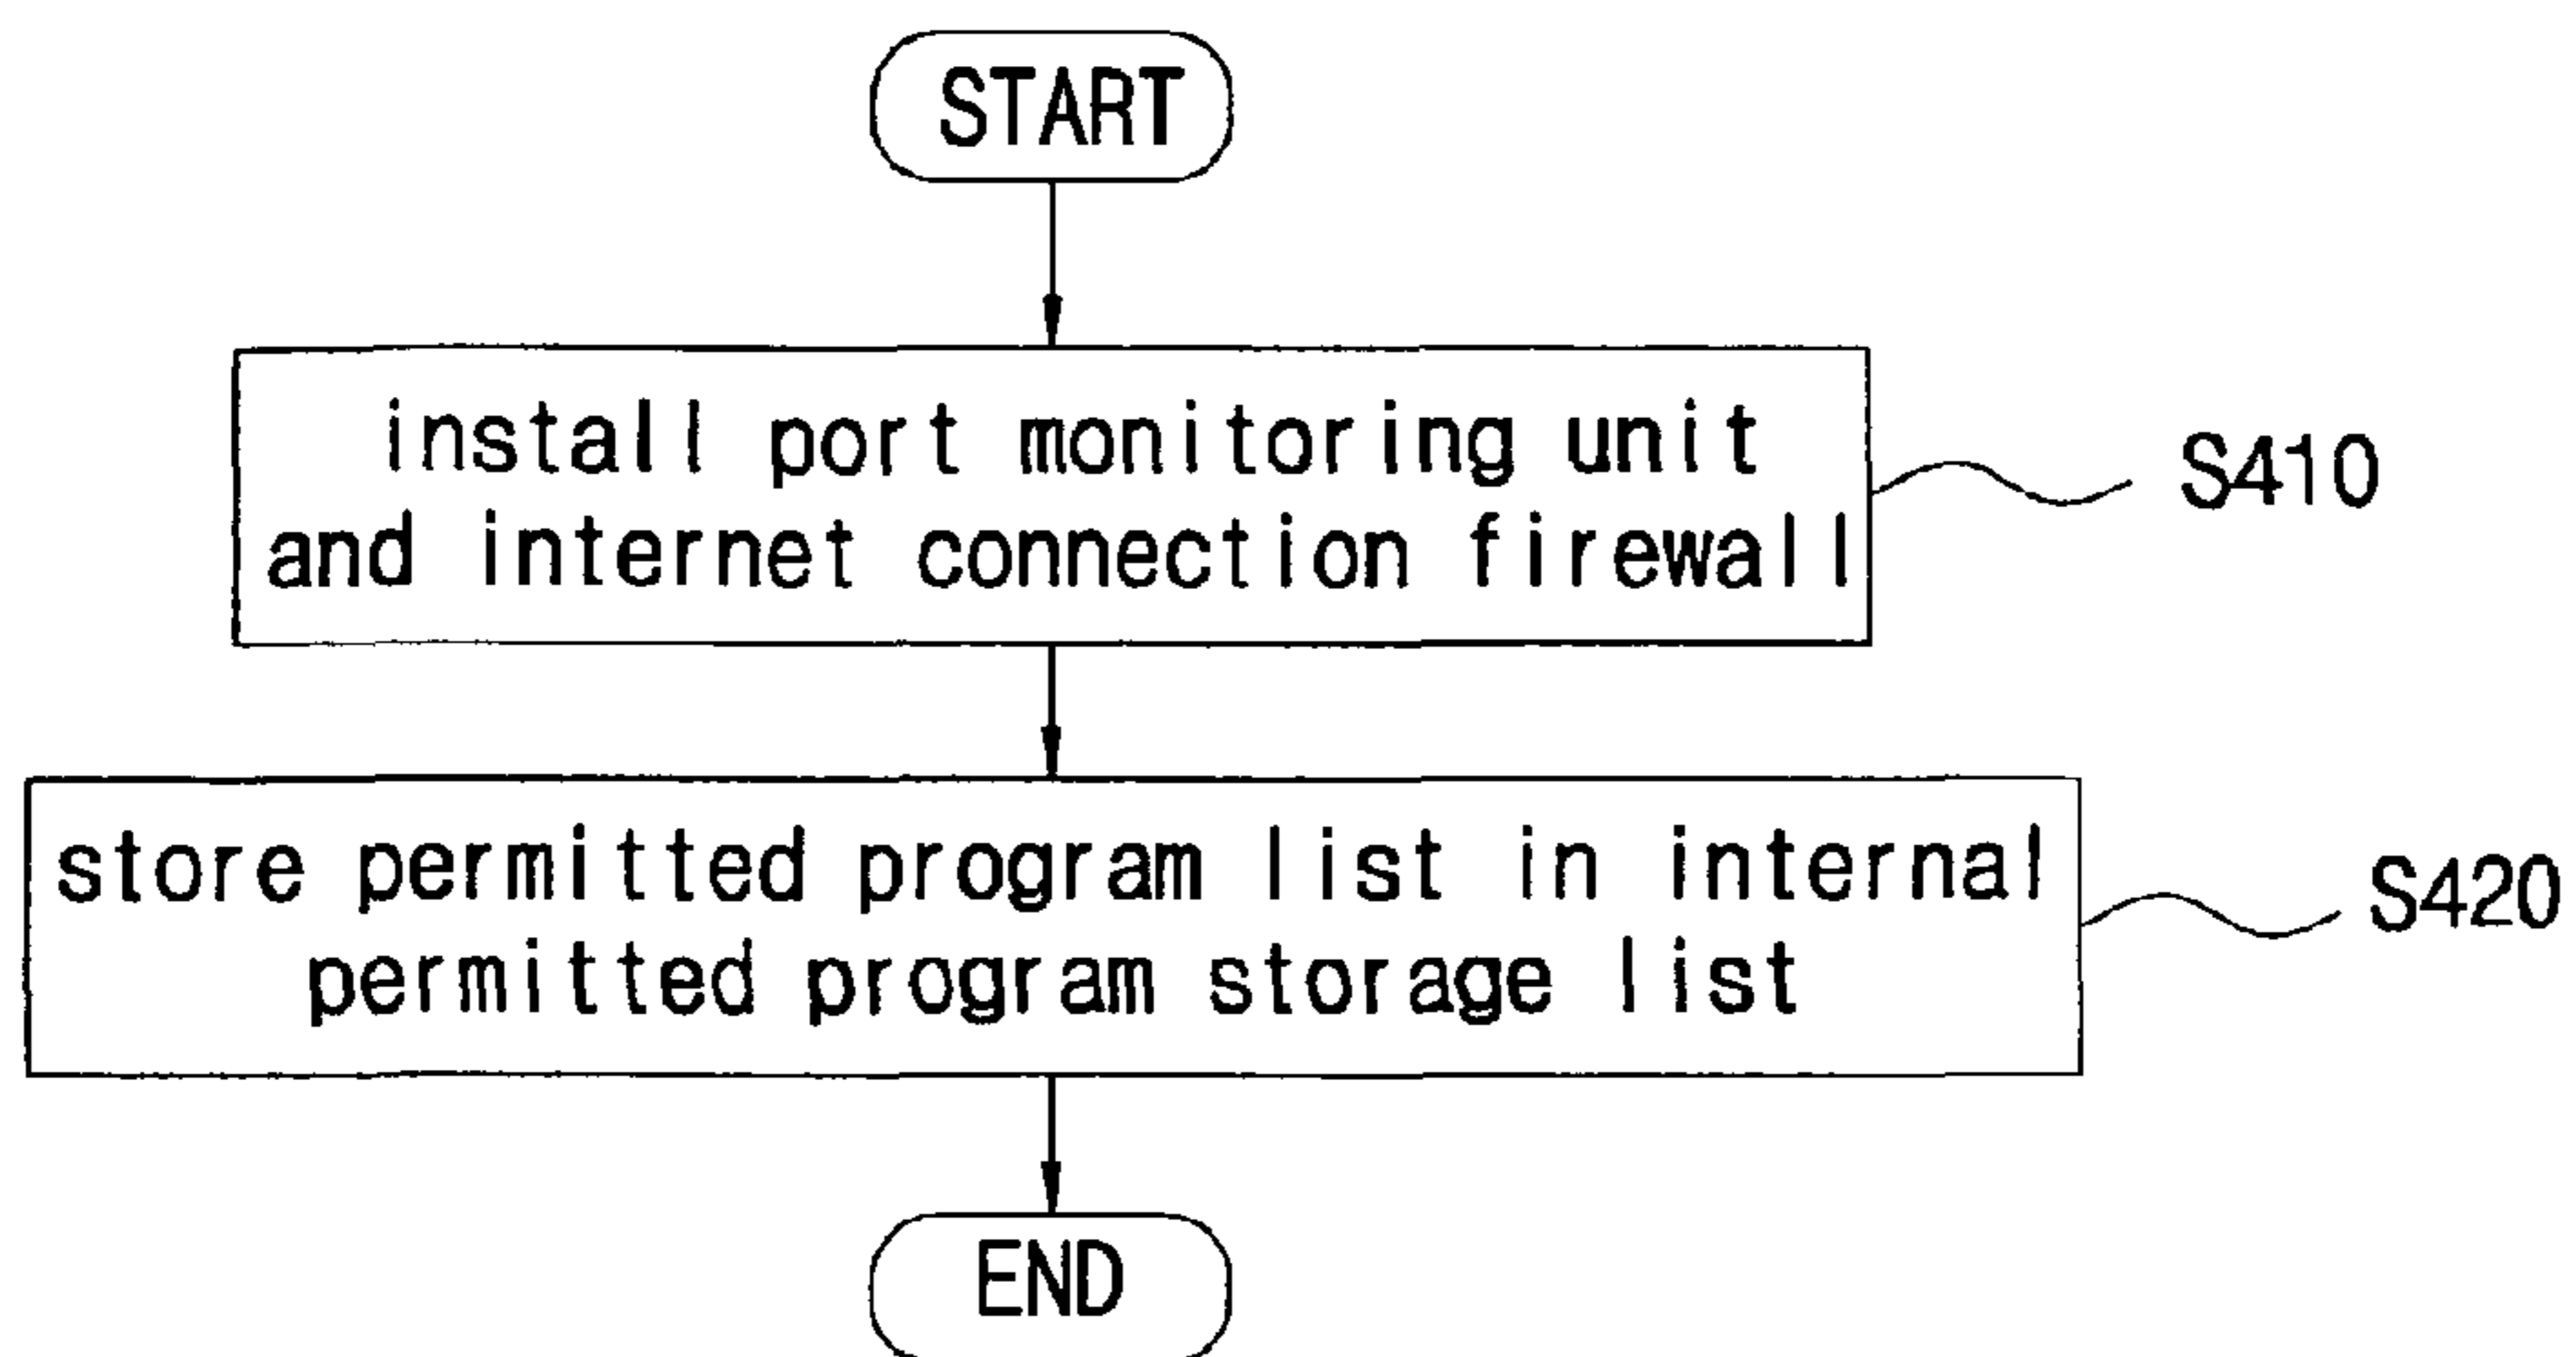 START
install port monitoring unit
and internet connection firewall
S410
store permitted program list in internal
permitted program storage list
S420
END